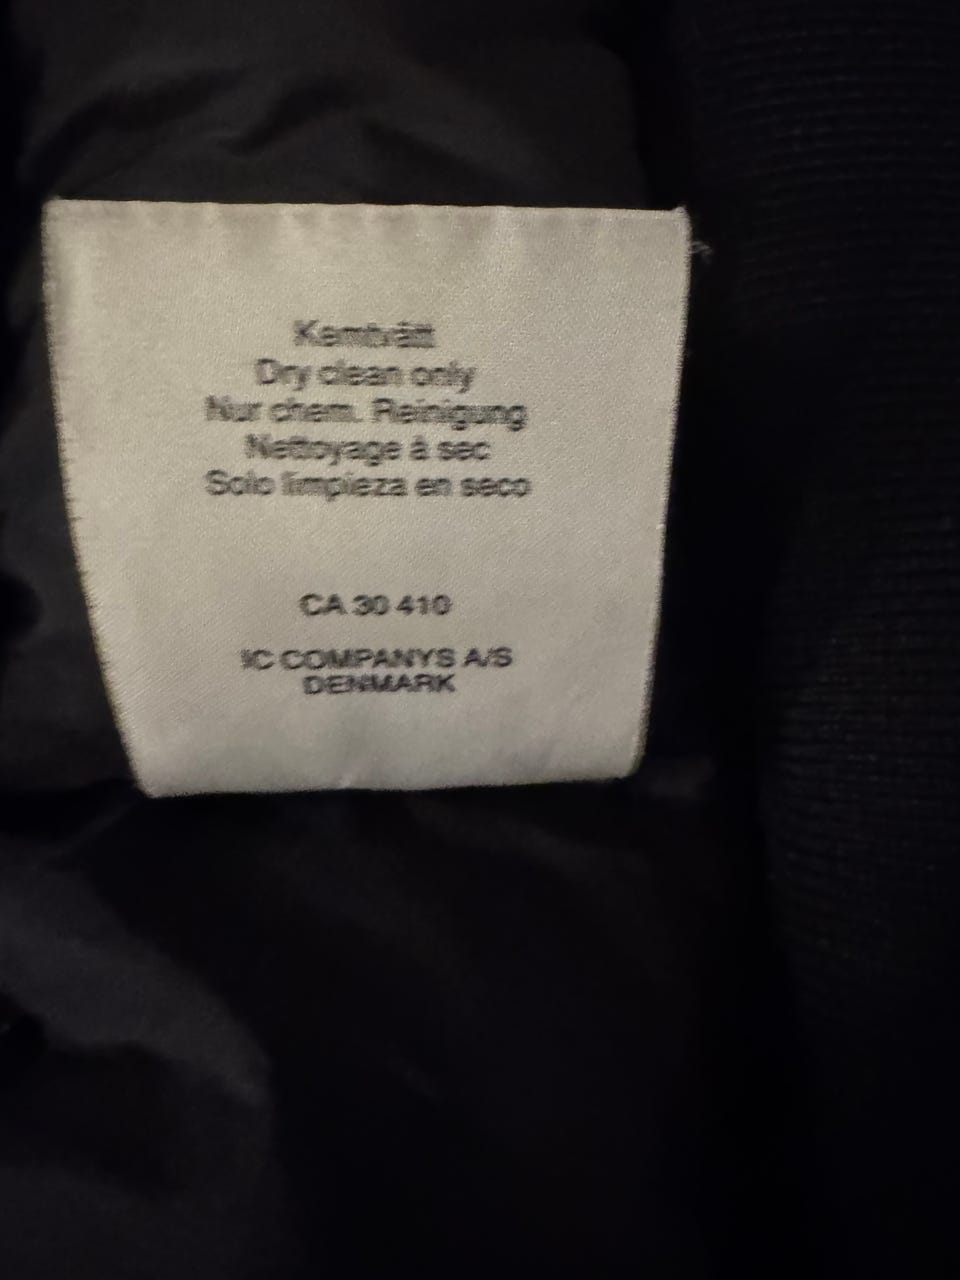 Kemtvätt
Dry clean only
Nur chem. Reinigung
Nettoyage à sec
Solo limpieza en seco
CA 30 410
IC COMPANYS A/S
DENMARK